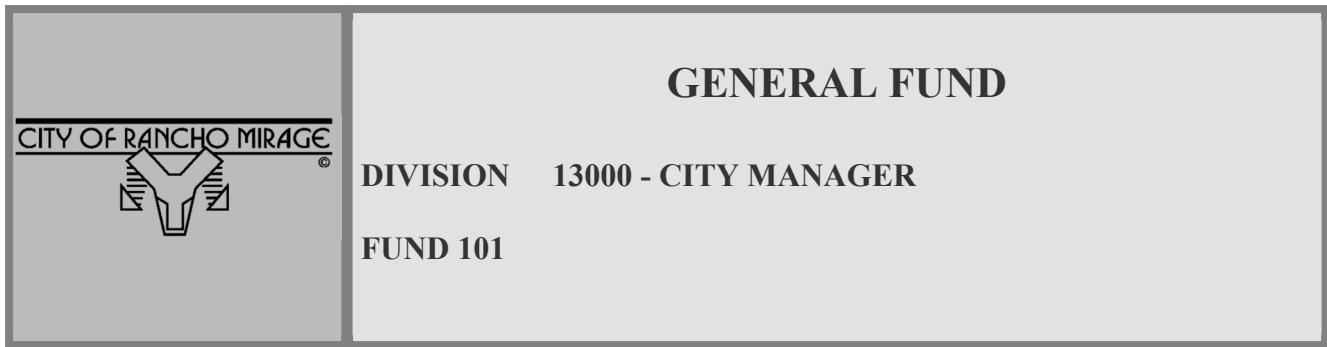 CITY OF RANCHO MIRAGE
©
GENERAL FUND
DIVISION 13000 - CITY MANAGER
FUND 101